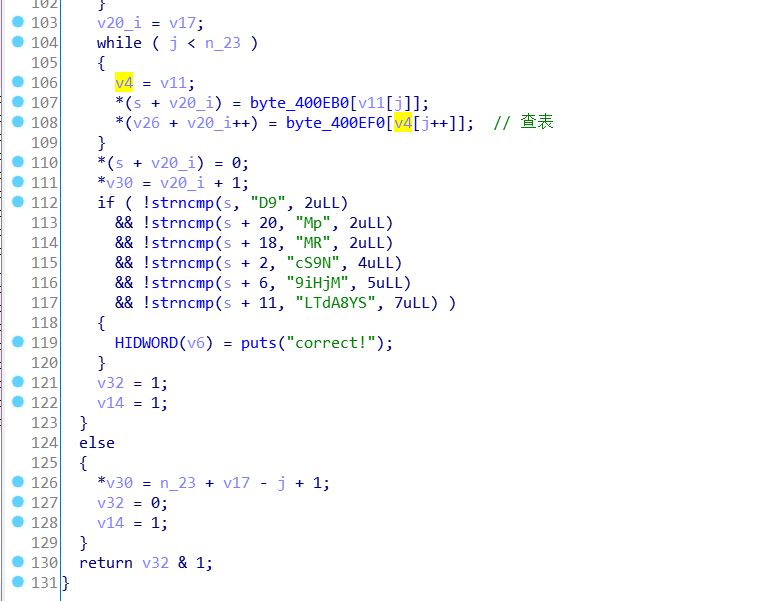 102 }
103 v20_i = v17;
104 while ( j < n_23 )
105 {
106 v4 = v11;
107 *(s + v20_i) = byte_400EB0[v11[j]];
108 *(v26 + v20_i++) = byte_400EF0[v4[j++]]; // 查表
109 }
110 *(s + v20_i) = 0;
111 *v30 = v20_i + 1;
112 if ( !strncmp(s, "D9", 2uLL)
113 && !strncmp(s + 20, "Mp", 2uLL)
114 && !strncmp(s + 18, "MR", 2uLL)
115 && !strncmp(s + 2, "cS9N", 4uLL)
116 && !strncmp(s + 6, "9iHjM", 5uLL)
117 && !strncmp(s + 11, "LTdA8YS", 7uLL) )
118 {
119 HIDWORD(v6) = puts("correct!");
120 }
121 v32 = 1;
122 v14 = 1;
123 }
124 else
125 {
126 *v30 = n_23 + v17 - j + 1;
127 v32 = 0;
128 v14 = 1;
129 }
130 return v32 & 1;
131 }